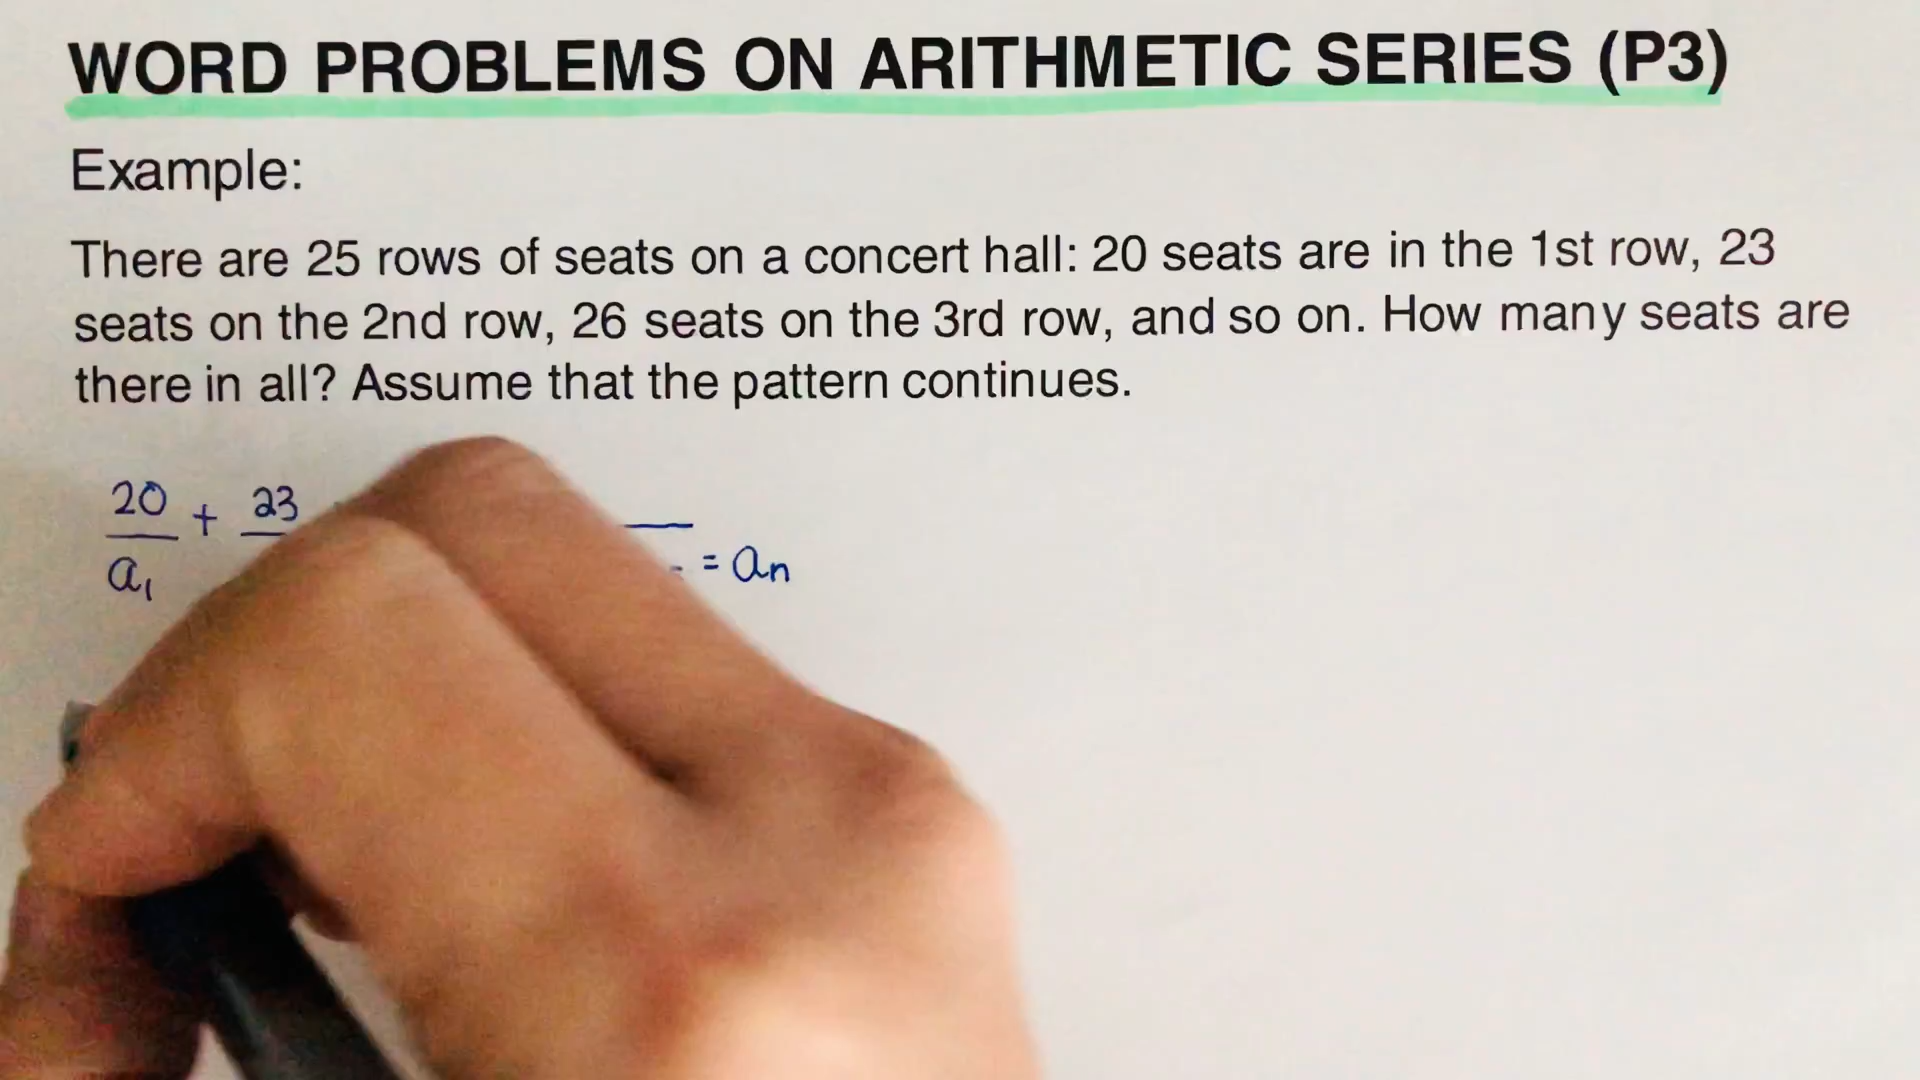 WORD PROBLEMS ON ARITHMETIC SERIES (P3)
Example:
There are 25 rows of seats on a concert hall: 20 seats are in the 1st row, 23
seats on the 2nd row, 26 seats on the 3rd row, and so on. How many seats are
there in all? Assume that the pattern continues.
20 + 23
a₁ = aₙ